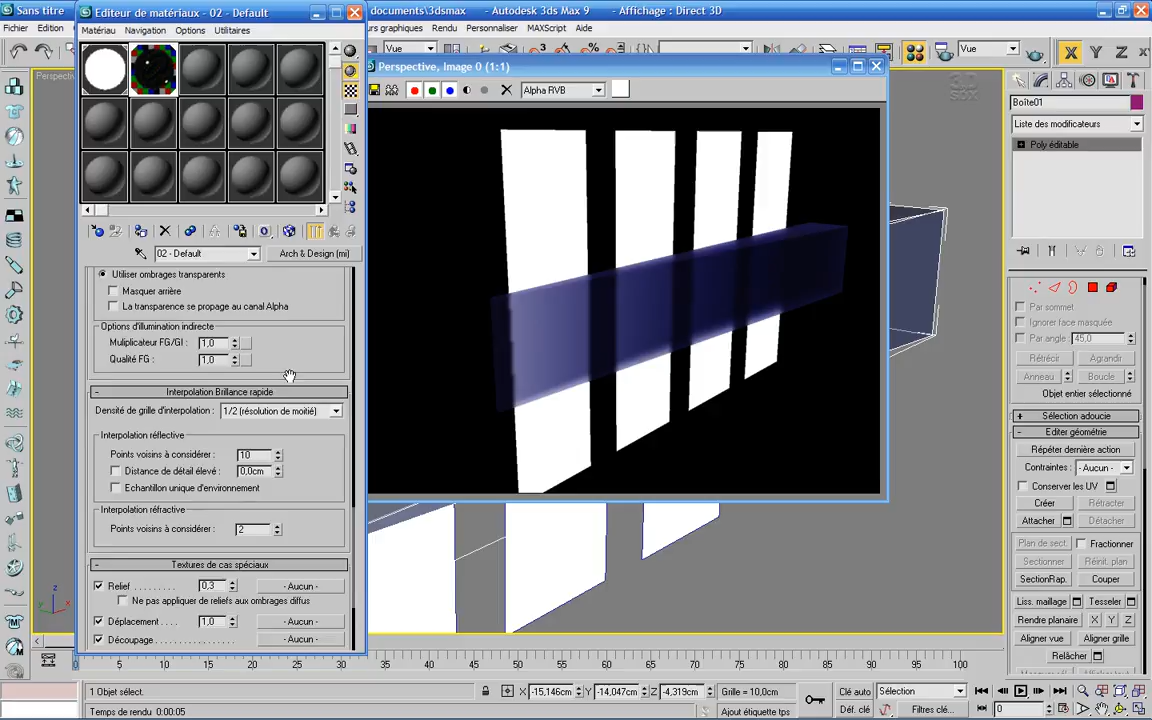 Sans titre
Editeur de matériaux - 02 - Default
documents\3dsmax
- Autodesk 3ds Max 9
- Affichage : Direct 3D
Fichier
Matériau
Navigation
Options
Utilitaires
graphiques
Rendu
Personnaliser
MAXScript
Aide
Vue
Vue
X
Y
Z
Perspective, Image 0 (1:1)
Alpha RVB
Boîte01
Liste des modificateurs
Poly éditable
02 - Default
Arch & Design (mi)
Utiliser ombrages transparents
Masquer arrière
La transparence se propage au canal Alpha
Options d'illumination indirecte
Muliplicateur FG/GI :
1,0
Qualité FG :
1,0
Interpolation Brillance rapide
Densité de grille d'interpolation :
1/2 (résolution de moitié)
Interpolation réflective
Points voisins à considérer :
10
Distance de détail élevé :
0,0cm
Echantillon unique d'environnement
Interpolation réfractive
Points voisins à considérer :
2
Textures de cas spéciaux
Relief . . . . . . . . .
0,3
- Aucun -
Ne pas appliquer de reliefs aux ombrages diffus
Déplacement . . . .
1,0
- Aucun -
Découpage . . . . . . . . . . . . . . . . .
- Aucun -
Par sommet
Ignorer face masquée
Par angle :
45,0
Rétrécir
Agrandir
Anneau
Boucle
Objet entier sélectionné
Sélection adoucie
Editer géométrie
Répéter dernière action
Contraintes :
- Aucun -
Conserver les UV
Créer
Rétracter
Attacher
Détacher
Plan de sect.
Fractionner
Sectionner
Réinit. plan
SectionRap.
Couper
Liss. maillage
Tesseler
Rendre planaire
X
Y
Z
Aligner vue
Aligner grille
Relâcher
0
5
10
15
20
25
30
35
40
45
50
55
60
65
70
75
80
85
90
95
100
1 Objet sélect.
X
-15,146cm
Y
-14,047cm
Z
-4,319cm
Grille = 10,0cm
Clé auto
Sélection
Temps de rendu 0:00:05
Ajout étiquette tps
Déf. clé
Filtres clé...
0